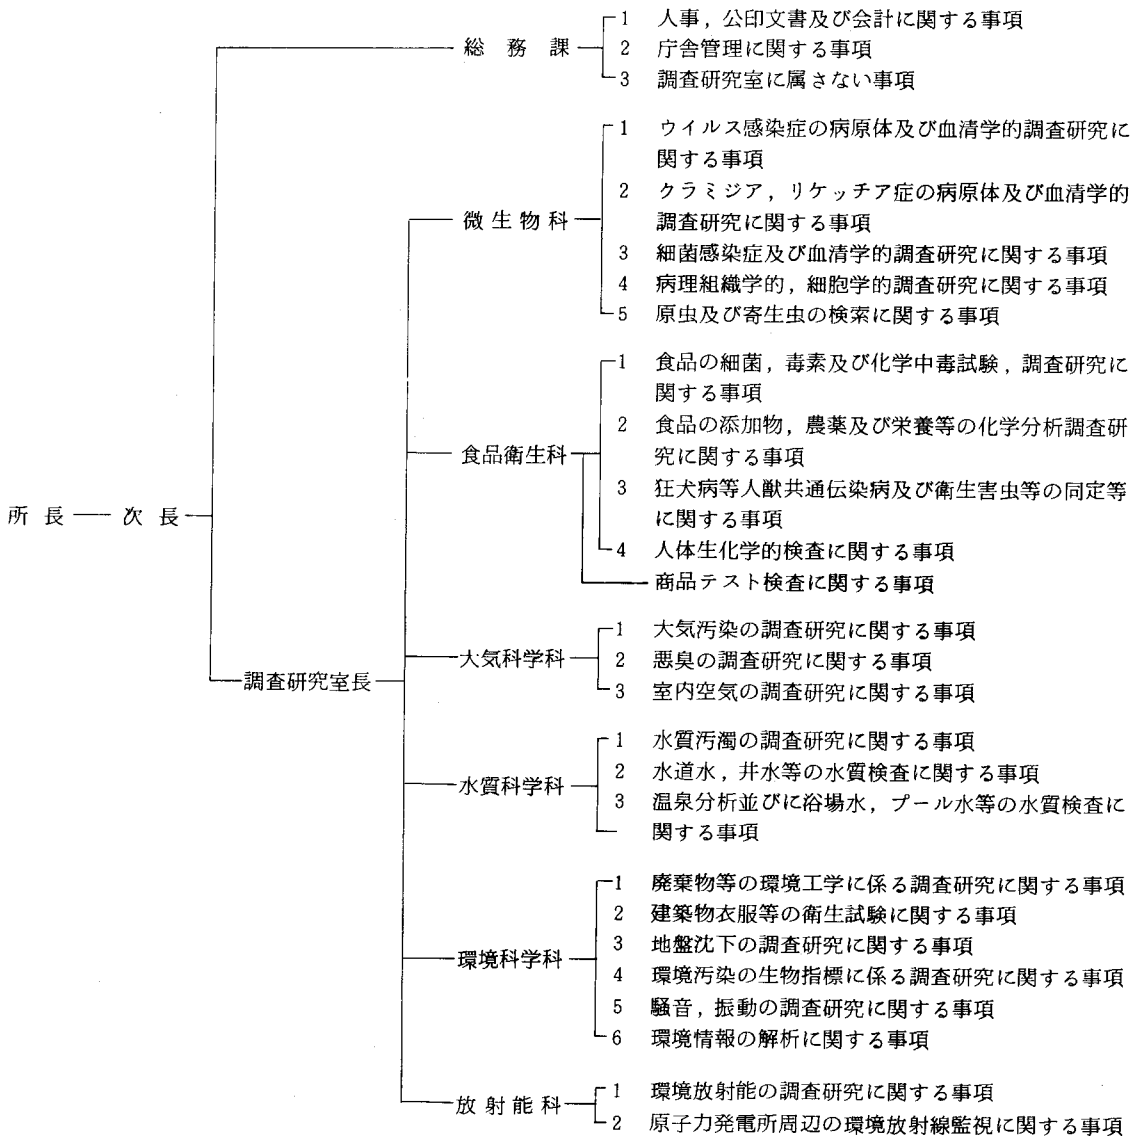 総務課
1 人事，公印文書及び会計に関する事項
2 庁舎管理に関する事項
3 調査研究室に属さない事項
微生物科
1 ウイルス感染症の病原体及び血清学的調査研究に
関する事項
2 クラミジア，リケッチア症の病原体及び血清学的
調査研究に関する事項
3 細菌感染症及び血清学的調査研究に関する事項
4 病理組織学的，細胞学的調査研究に関する事項
5 原虫及び寄生虫の検索に関する事項
食品衛生科
1 食品の細菌，毒素及び化学中毒試験，調査研究に
関する事項
2 食品の添加物，農薬及び栄養等の化学分析調査研
究に関する事項
3 狂犬病等人獣共通伝染病及び衛生害虫等の同定等
に関する事項
4 人体生化学的検査に関する事項
商品テスト検査に関する事項
所長 次長
調査研究室長
大気科学科
1 大気汚染の調査研究に関する事項
2 悪臭の調査研究に関する事項
3 室内空気の調査研究に関する事項
水質科学科
1 水質汚濁の調査研究に関する事項
2 水道水，井水等の水質検査に関する事項
3 温泉分析並びに浴場水，プール水等の水質検査に
関する事項
環境科学科
1 廃棄物等の環境工学に係る調査研究に関する事項
2 建築物衣服等の衛生試験に関する事項
3 地盤沈下の調査研究に関する事項
4 環境汚染の生物指標に係る調査研究に関する事項
5 騒音，振動の調査研究に関する事項
6 環境情報の解析に関する事項
放射能科
1 環境放射能の調査研究に関する事項
2 原子力発電所周辺の環境放射線監視に関する事項